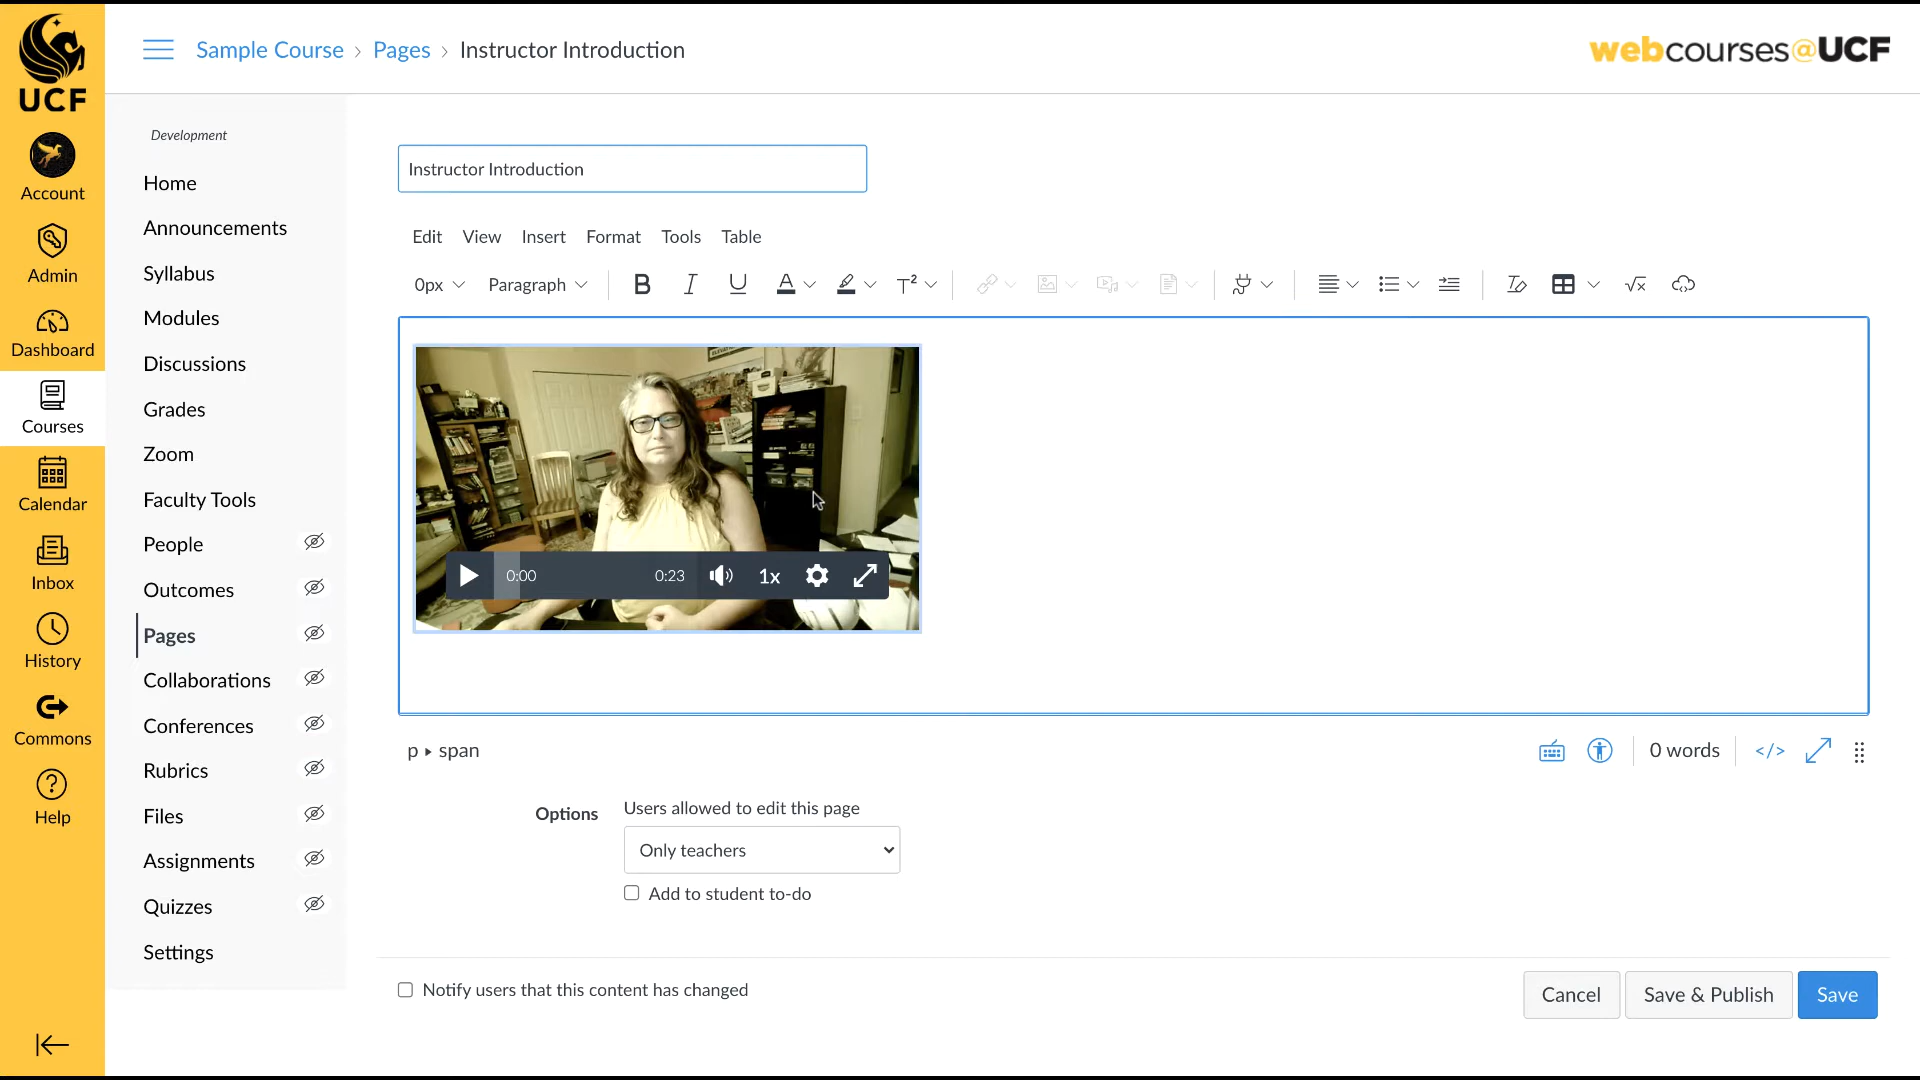 UCF
Account
Admin
Dashboard
Courses
Calendar
Inbox
History
Commons
Help
Sample Course › Pages › Instructor Introduction
webcourses@UCF
Development
Home
Announcements
Syllabus
Modules
Discussions
Grades
Zoom
Faculty Tools
People
Outcomes
Pages
Collaborations
Conferences
Rubrics
Files
Assignments
Quizzes
Settings
Instructor Introduction
Edit View Insert Format Tools Table
0px Paragraph B I U A T² √x
0:00 0:23 1x
p ▸ span
0 words </>
Options
Users allowed to edit this page
Only teachers
Add to student to-do
Notify users that this content has changed
Cancel Save & Publish Save